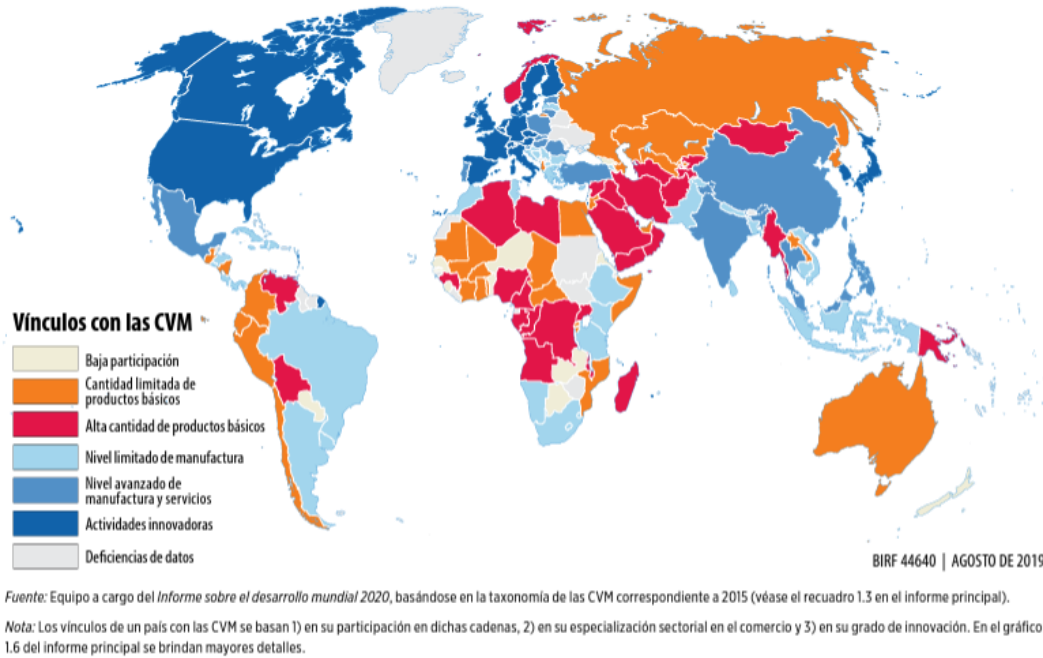 Vínculos con las CVM
Baja participación
Cantidad limitada de
productos básicos
Alta cantidad de productos básicos
Nivel limitado de manufactura
Nivel avanzado de
manufactura y servicios
Actividades innovadoras
Deficiencias de datos
BIRF 44640 | AGOSTO DE 2019
Fuente: Equipo a cargo del Informe sobre el desarrollo mundial 2020, basándose en la taxonomía de las CVM correspondiente a 2015 (véase el recuadro 1.3 en el informe principal).
Nota: Los vínculos de un país con las CVM se basan 1) en su participación en dichas cadenas, 2) en su especialización sectorial en el comercio y 3) en su grado de innovación. En el gráfico
1.6 del informe principal se brindan mayores detalles.